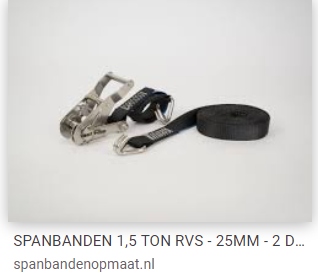 SPANBANDEN 1,5 TON RVS - 25MM - 2 D...
spanbandenopmaat.nl